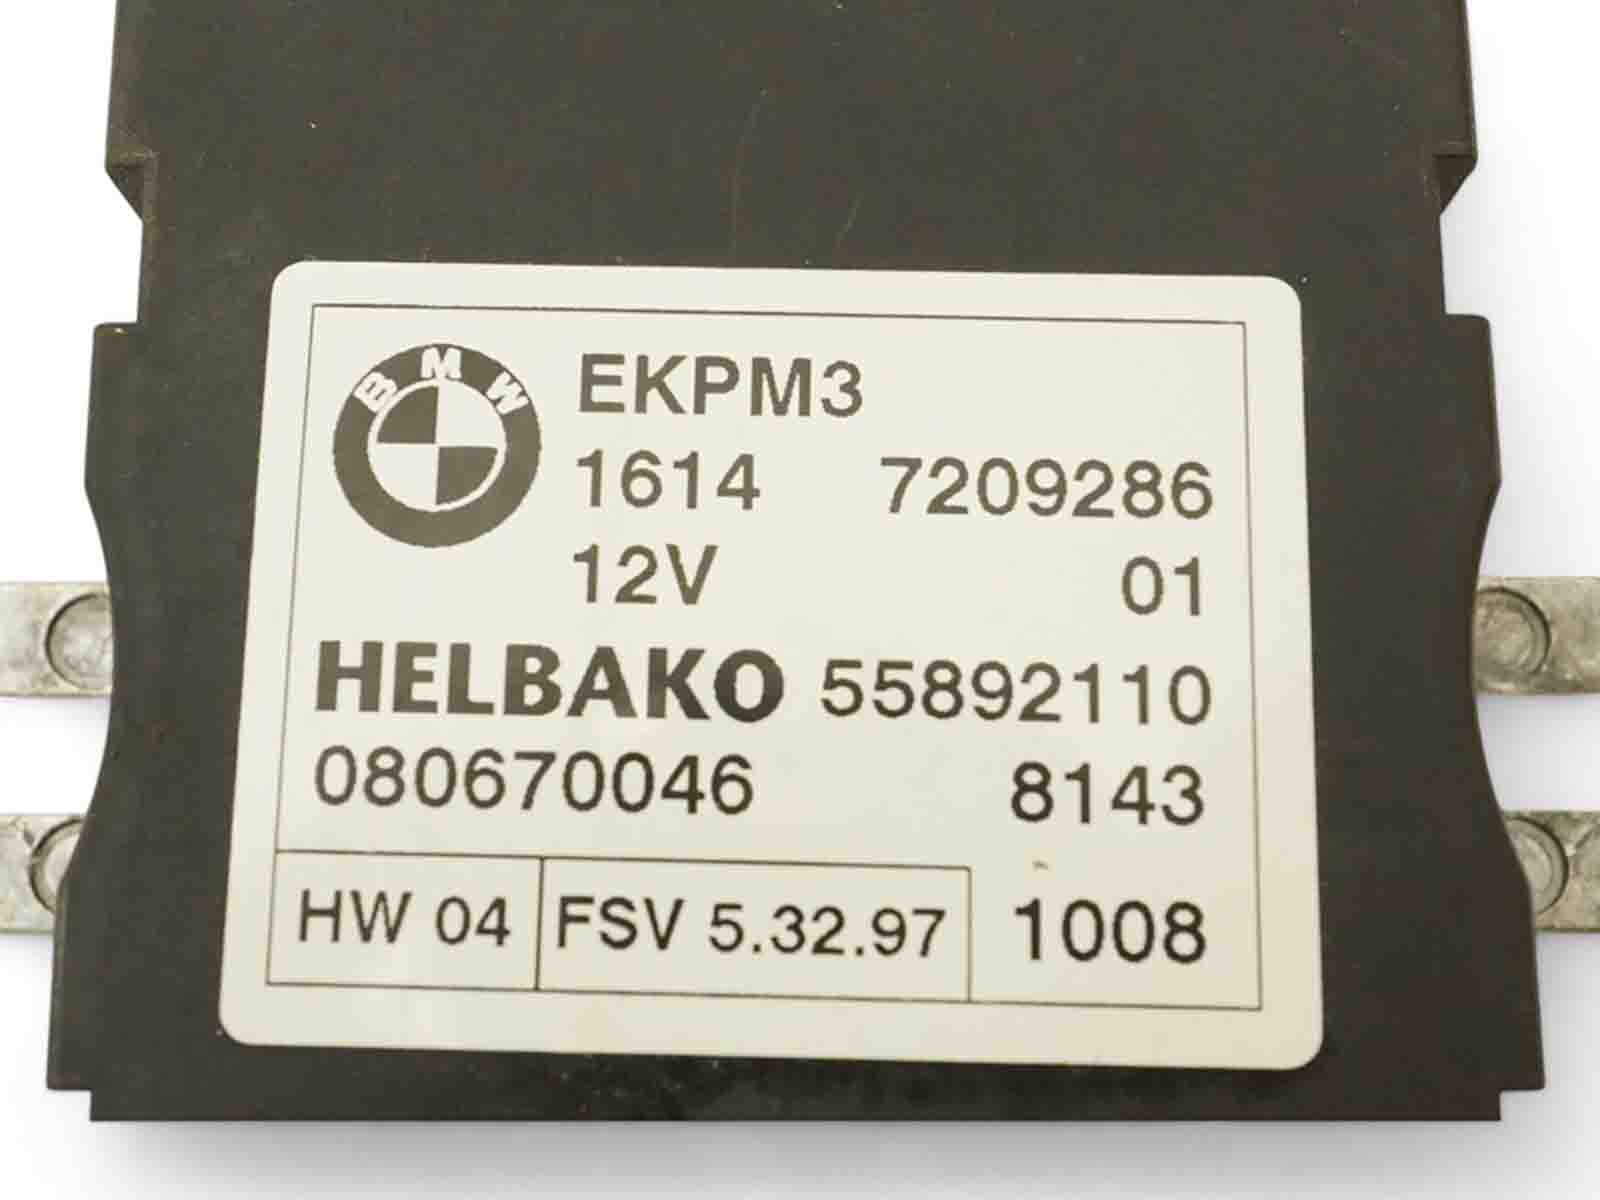 BMW
EKPM3
1614 7209286
12V 01
HELBAKO 55892110
080670046 8143
HW 04 FSV 5.32.97 1008